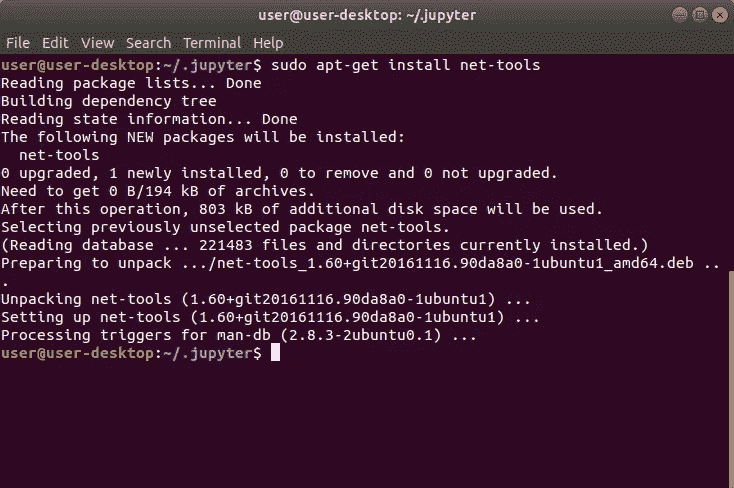 user@user-desktop: ~/.jupyter
File Edit View Search Terminal Help
user@user-desktop:~/.jupyter$ sudo apt-get install net-tools
Reading package lists... Done
Building dependency tree
Reading state information... Done
The following NEW packages will be installed:
  net-tools
0 upgraded, 1 newly installed, 0 to remove and 0 not upgraded.
Need to get 0 B/194 kB of archives.
After this operation, 803 kB of additional disk space will be used.
Selecting previously unselected package net-tools.
(Reading database ... 221483 files and directories currently installed.)
Preparing to unpack .../net-tools_1.60+git20161116.90da8a0-1ubuntu1_amd64.deb ..
.
Unpacking net-tools (1.60+git20161116.90da8a0-1ubuntu1) ...
Setting up net-tools (1.60+git20161116.90da8a0-1ubuntu1) ...
Processing triggers for man-db (2.8.3-2ubuntu0.1) ...
user@user-desktop:~/.jupyter$